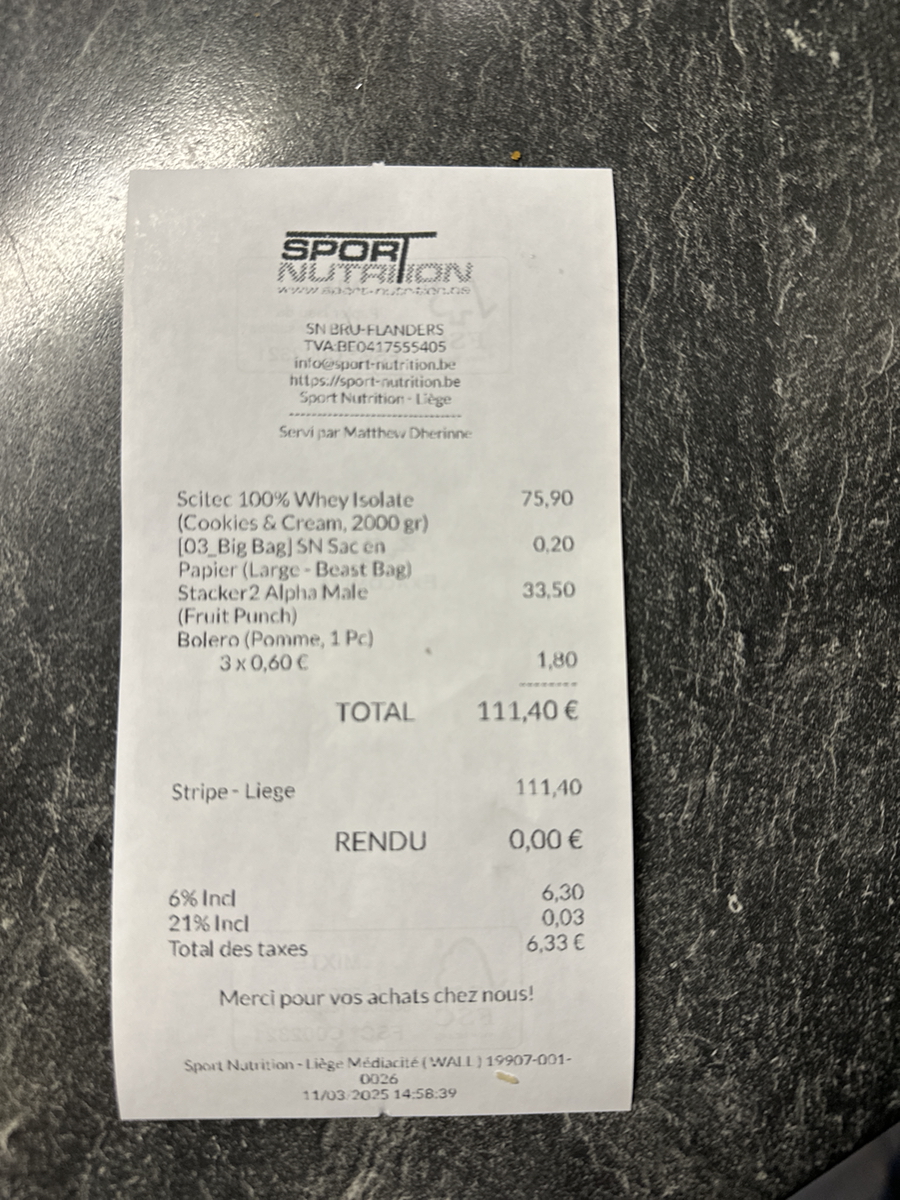 SPORT
NUTRITION
www.sport-nutrition.be
SN BRU-FLANDERS
TVA:BE0417555405
info@sport-nutrition.be
https://sport-nutrition.be
Sport Nutrition - Liège
--------------------------------
Servi par Matthew Dherinne
Scitec 100% Whey Isolate 75,90
(Cookies & Cream, 2000 gr)
[03_Big Bag] SN Sac en 0,20
Papier (Large - Beast Bag)
Stacker2 Alpha Male 33,50
(Fruit Punch)
Bolero (Pomme, 1 Pc)
3 x 0,60 € 1,80
--------
TOTAL 111,40 €
Stripe - Liege 111,40
RENDU 0,00 €
6% Incl 6,30
21% Incl 0,03
Total des taxes 6,33 €
Merci pour vos achats chez nous!
Sport Nutrition - Liège Médiacité ( WALL ) 19907-001-
0026
11/03/2025 14:58:39